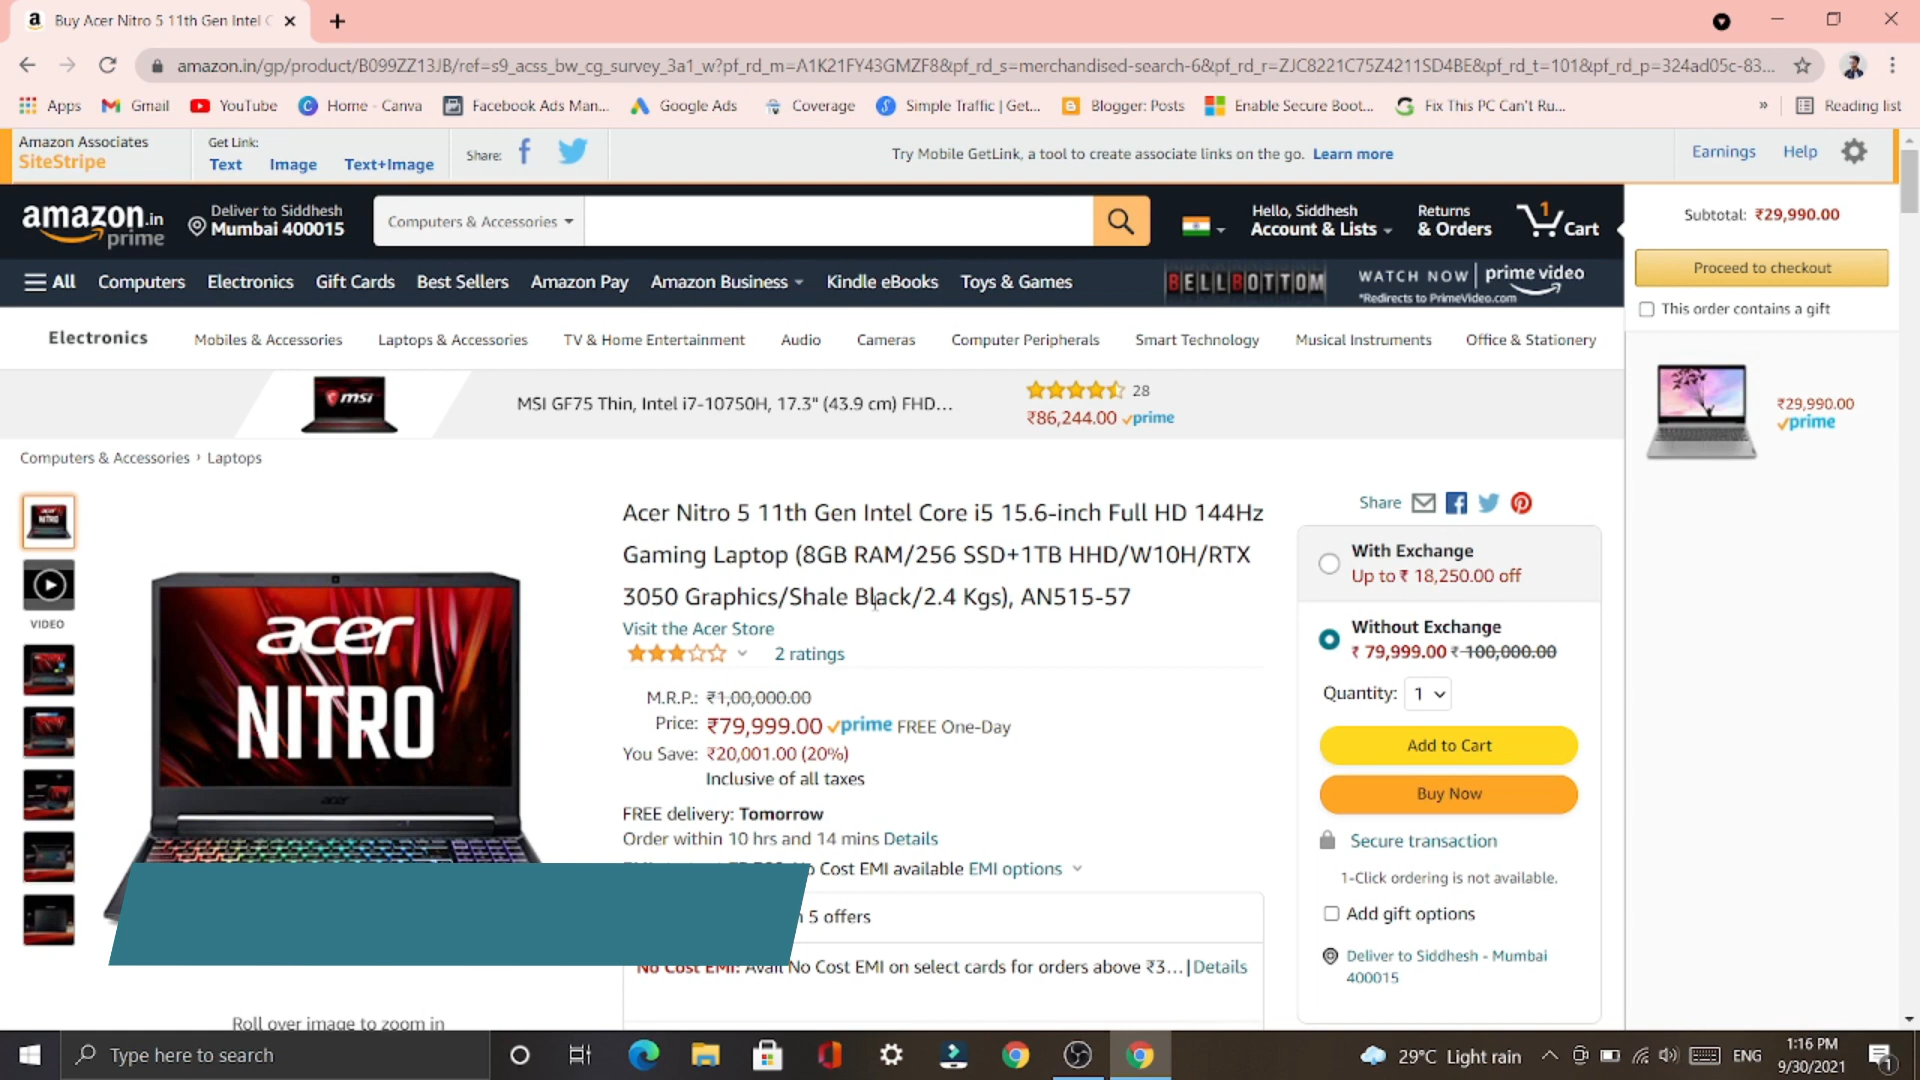 Buy Acer Nitro 5 11th Gen Intel C
amazon.in/gp/product/B099ZZ13JB/ref=s9_acss_bw_cg_survey_3a1_w?pf_rd_m=A1K21FY43GMZF8&pf_rd_s=merchandised-search-6&pf_rd_r=ZJC8221C75Z4211SD4BE&pf_rd_t=101&pf_rd_p=324ad05c-83...
Apps Gmail YouTube Home - Canva Facebook Ads Man... Google Ads Coverage Simple Traffic | Get... Blogger: Posts Enable Secure Boot... Fix This PC Can't Ru... » Reading list
Amazon Associates
SiteStripe
Get Link:
Text Image Text+Image
Share:
Try Mobile GetLink, a tool to create associate links on the go. Learn more
Earnings Help
amazon.in
prime
Deliver to Siddhesh
Mumbai 400015
Computers & Accessories
Hello, Siddhesh
Account & Lists
Returns
& Orders
1
Cart
Subtotal: ₹29,990.00
Proceed to checkout
This order contains a gift
₹29,990.00
prime
All Computers Electronics Gift Cards Best Sellers Amazon Pay Amazon Business Kindle eBooks Toys & Games
BELLBOTTOM
WATCH NOW | prime video
*Redirects to PrimeVideo.com
Electronics Mobiles & Accessories Laptops & Accessories TV & Home Entertainment Audio Cameras Computer Peripherals Smart Technology Musical Instruments Office & Stationery
msi
MSI GF75 Thin, Intel i7-10750H, 17.3" (43.9 cm) FHD...
28
₹86,244.00 prime
Computers & Accessories › Laptops
VIDEO
acer
NITRO
acer
Roll over image to zoom in
Acer Nitro 5 11th Gen Intel Core i5 15.6-inch Full HD 144Hz
Gaming Laptop (8GB RAM/256 SSD+1TB HHD/W10H/RTX
3050 Graphics/Shale Black/2.4 Kgs), AN515-57
Visit the Acer Store
2 ratings
M.R.P.: ₹1,00,000.00
Price: ₹79,999.00 prime FREE One-Day
You Save: ₹20,001.00 (20%)
Inclusive of all taxes
FREE delivery: Tomorrow
Order within 10 hrs and 14 mins Details
Cost EMI available EMI options
5 offers
No Cost EMI: Avail No Cost EMI on select cards for orders above ₹3... | Details
Share
With Exchange
Up to ₹ 18,250.00 off
Without Exchange
₹ 79,999.00 ₹ 100,000.00
Quantity: 1
Add to Cart
Buy Now
Secure transaction
1-Click ordering is not available.
Add gift options
Deliver to Siddhesh - Mumbai
400015
Type here to search
29°C Light rain
ENG
1:16 PM
9/30/2021
1